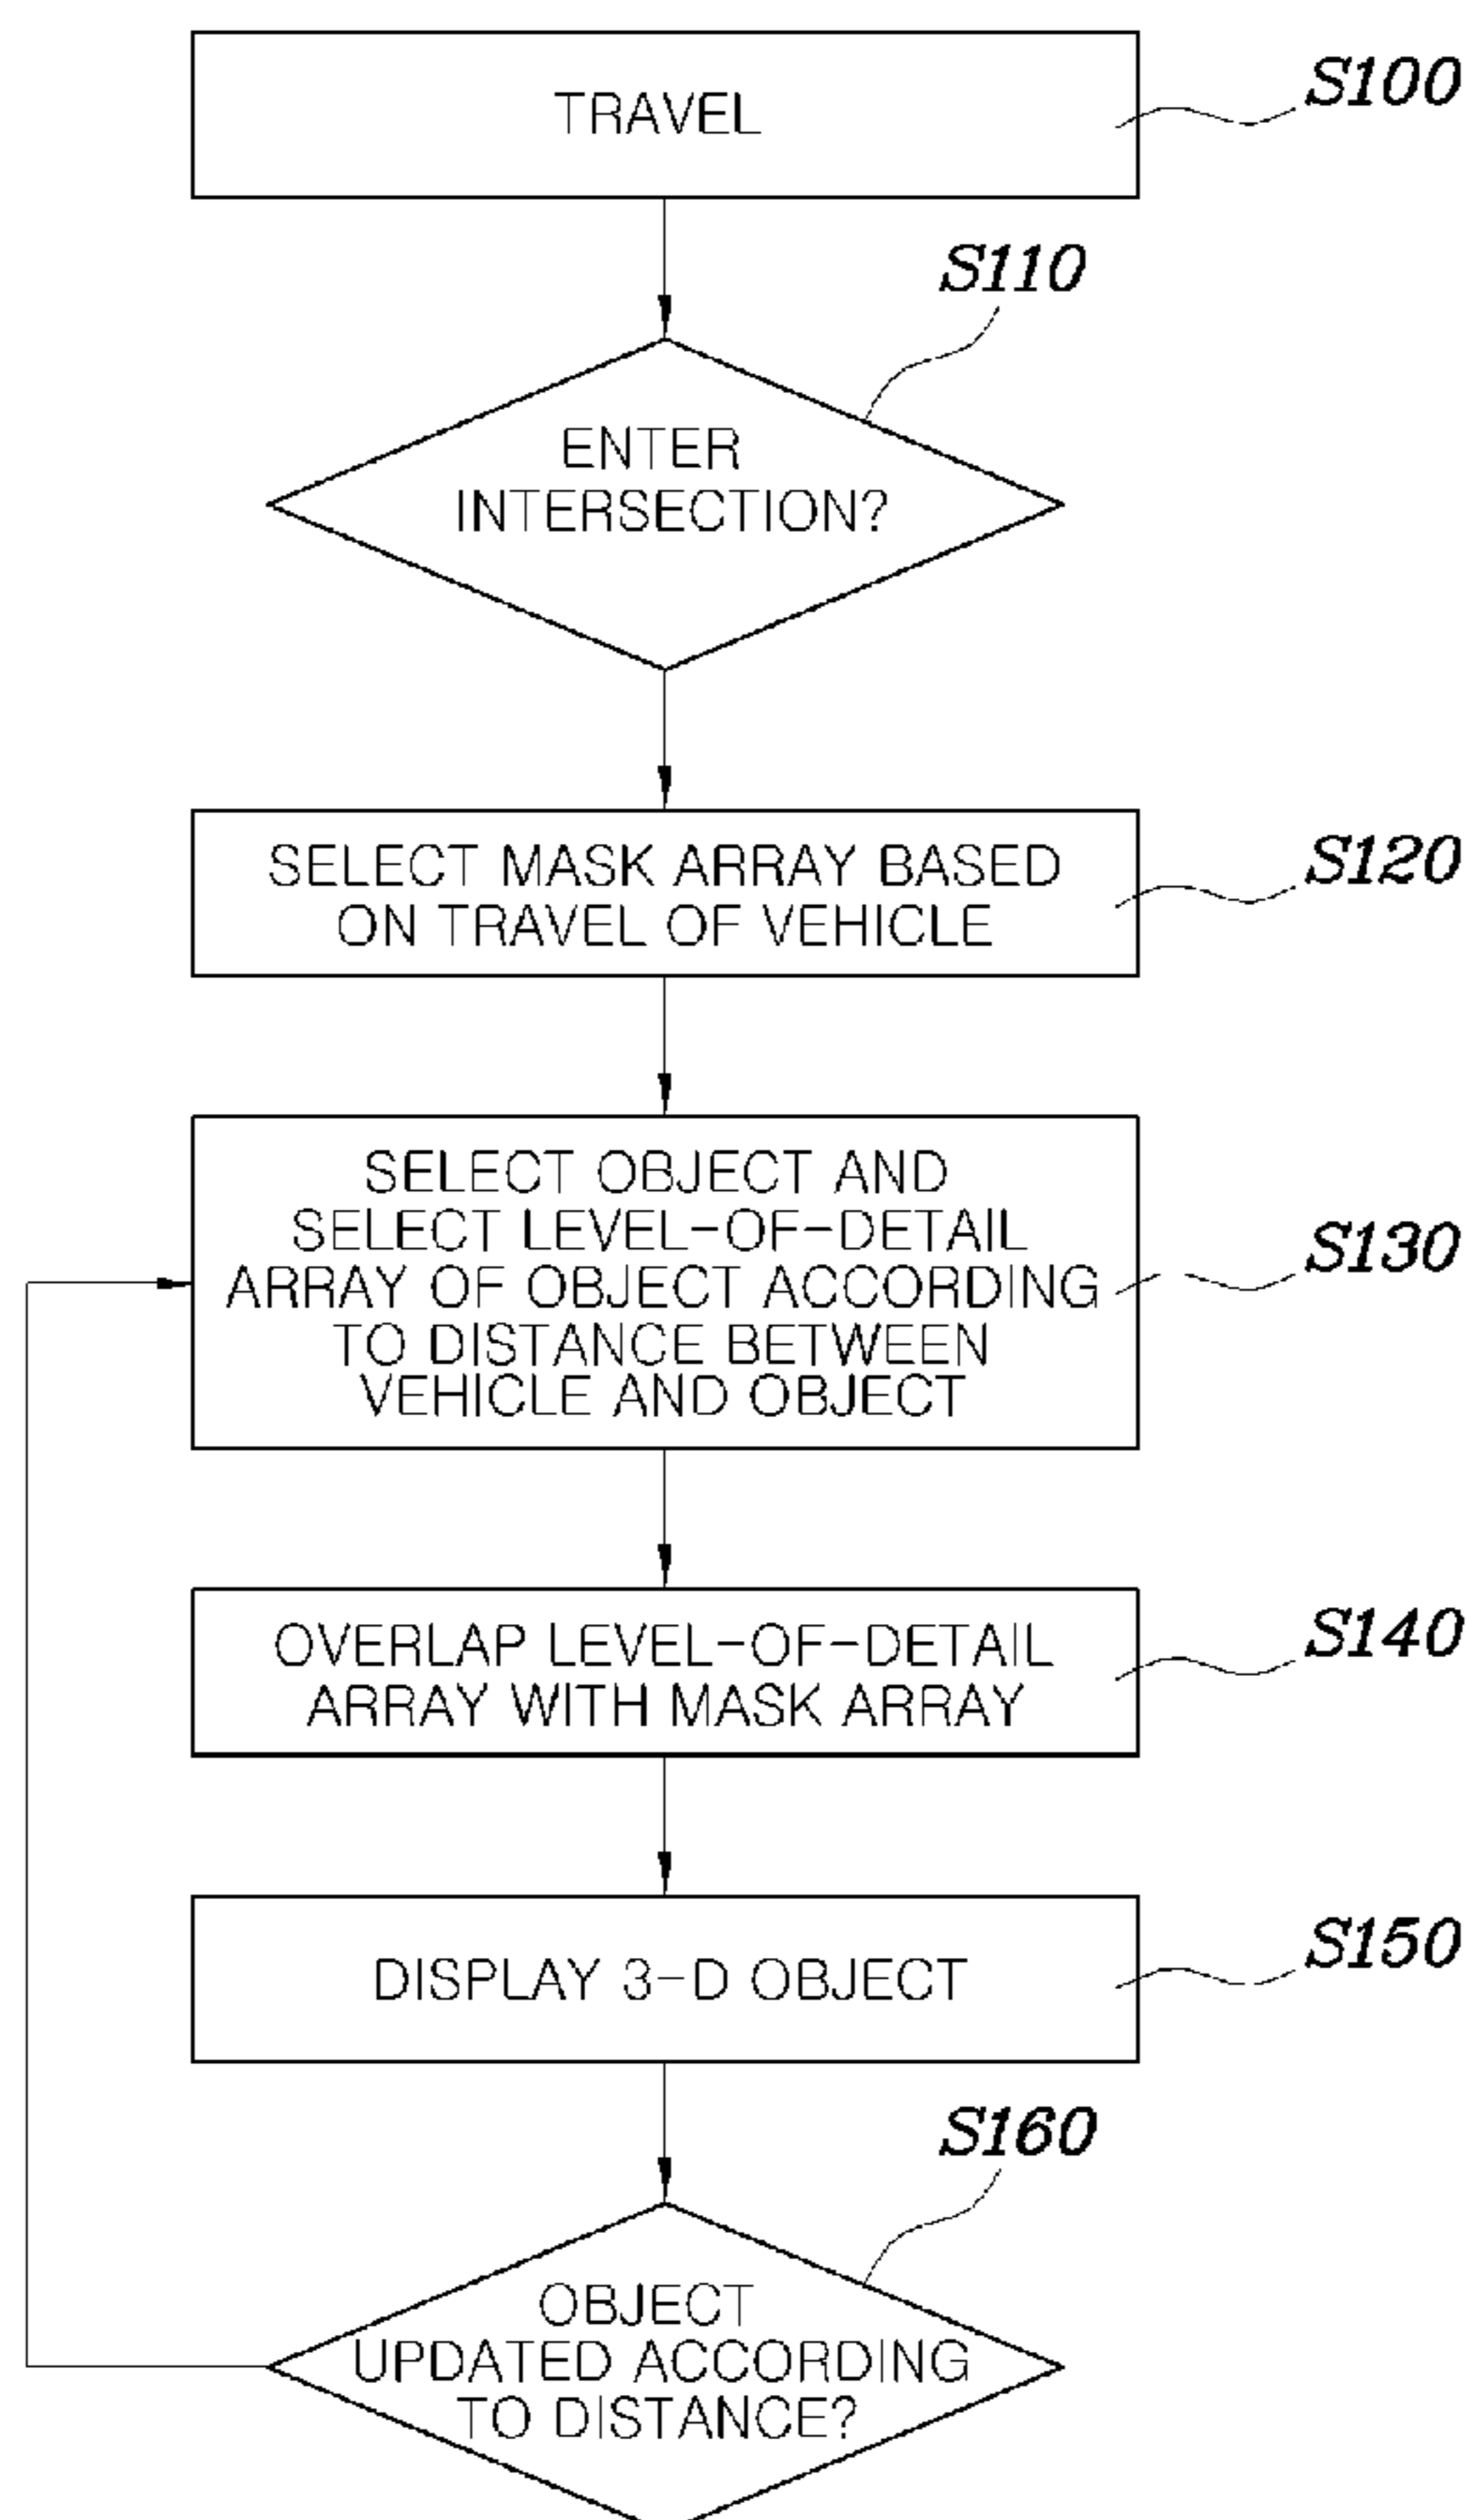 TRAVEL
S100
S110
ENTER
INTERSECTION?
SELECT MASK ARRAY BASED
ON TRAVEL OF VEHICLE
S120
SELECT OBJECT AND
SELECT LEVEL-OF-DETAIL
ARRAY OF OBJECT ACCORDING
TO DISTANCE BETWEEN
VEHICLE AND OBJECT
S130
OVERLAP LEVEL-OF-DETAIL
ARRAY WITH MASK ARRAY
S140
DISPLAY 3-D OBJECT
S150
S160
OBJECT
UPDATED ACCORDING
TO DISTANCE?